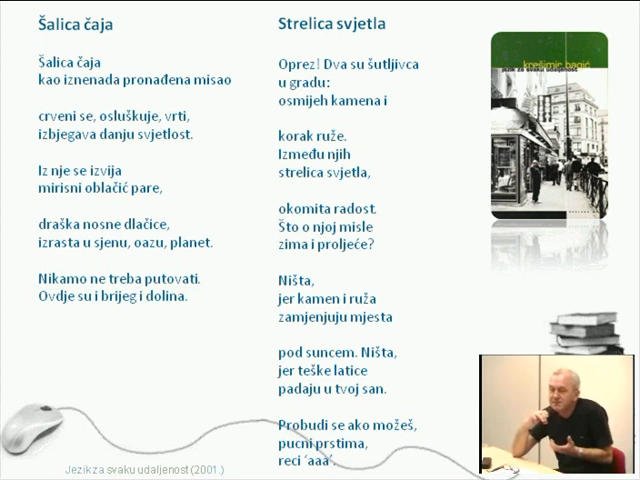 Šalica čaja
Šalica čaja
kao iznenada pronađena misao
crveni se, osluškuje, vrti,
izbjegava danju svjetlost.
Iz nje se izvija
mirisni oblačić pare,
draška nosne dlačice,
izrasta u sjenu, oazu, planet.
Nikamo ne treba putovati.
Ovdje su i brijeg i dolina.
Strelica svjetla
Oprez! Dva su šutljivca
u gradu:
osmijeh kamena i
korak ruže.
Između njih
strelica svjetla,
okomita radost.
Što o njoj misle
zima i proljeće?
Ništa,
jer kamen i ruža
zamjenjuju mjesta
pod suncem. Ništa,
jer teške latice
padaju u tvoj san.
Probudi se ako možeš,
pucni prstima,
reci ‘aaa’.
krešimir bagić
jezik za svaku udaljenost
Jezik za svaku udaljenost (2001.)